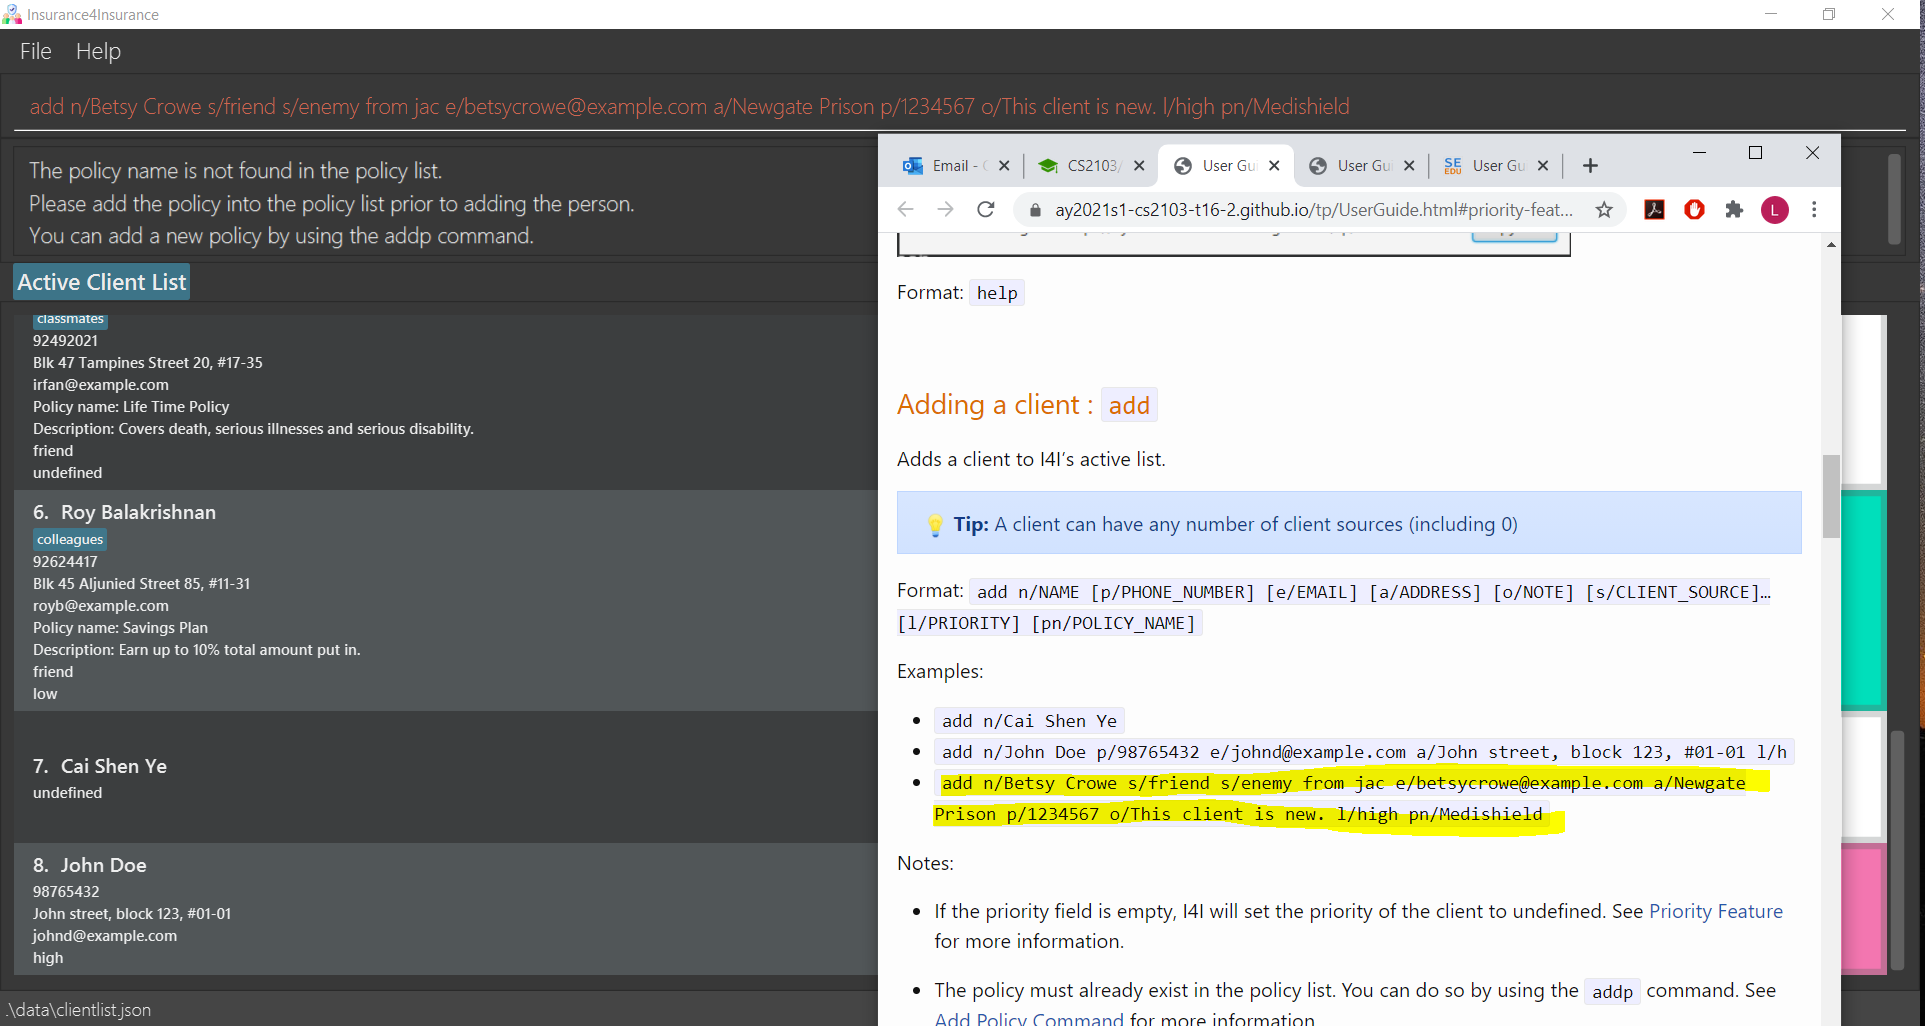 Insurance4Insurance
File Help
add n/Betsy Crowe s/friend s/enemy from jac e/betsycrowe@example.com a/Newgate Prison p/1234567 o/This client is new. l/high pn/Medishield
The policy name is not found in the policy list.
Please add the policy into the policy list prior to adding the person.
You can add a new policy by using the addp command.
Active Client List
classmates
92492021
Blk 47 Tampines Street 20, #17-35
irfan@example.com
Policy name: Life Time Policy
Description: Covers death, serious illnesses and serious disability.
friend
undefined
6. Roy Balakrishnan
colleagues
92624417
Blk 45 Aljunied Street 85, #11-31
royb@example.com
Policy name: Savings Plan
Description: Earn up to 10% total amount put in.
friend
low
7. Cai Shen Ye
undefined
8. John Doe
98765432
John street, block 123, #01-01
johnd@example.com
high
.\data\clientlist.json
Email - CS2103/ User Gu User Gu SE EDU User Gu
ay2021s1-cs2103-t16-2.github.io/tp/UserGuide.html#priority-feat... L
Format: help
Adding a client : add
Adds a client to I4I's active list.
Tip: A client can have any number of client sources (including 0)
Format: add n/NAME [p/PHONE_NUMBER] [e/EMAIL] [a/ADDRESS] [o/NOTE] [s/CLIENT_SOURCE]…
[l/PRIORITY] [pn/POLICY_NAME]
Examples:
add n/Cai Shen Ye
add n/John Doe p/98765432 e/johnd@example.com a/John street, block 123, #01-01 l/h
add n/Betsy Crowe s/friend s/enemy from jac e/betsycrowe@example.com a/Newgate
Prison p/1234567 o/This client is new. l/high pn/Medishield
Notes:
If the priority field is empty, I4I will set the priority of the client to undefined. See Priority Feature
for more information.
The policy must already exist in the policy list. You can do so by using the addp command. See
Add Policy Command for more information.